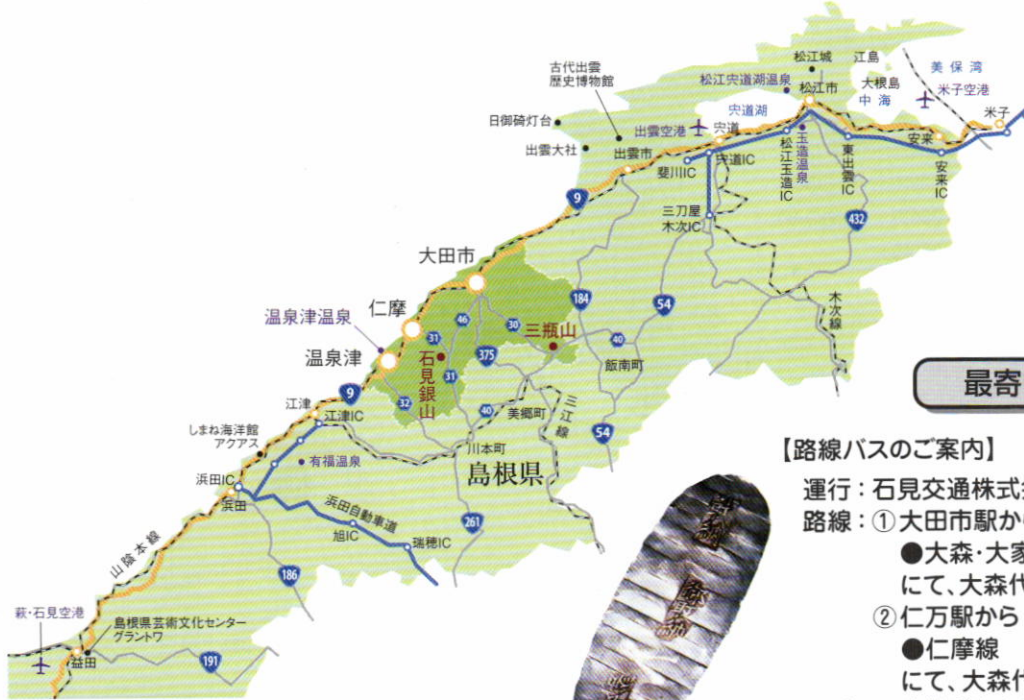 松江城
江島
美保湾
古代出雲
歴史博物館
松江宍道湖温泉
松江市
大根島
中海
米子空港
宍道湖
米子
日御碕灯台
出雲空港
宍道
安来
出雲大社
出雲市
斐川IC
宍道IC
松江玉造IC
玉造温泉
東出雲IC
安来IC
9
三刀屋
木次IC
432
大田市
184
54
木次線
仁摩
46
30
三瓶山
温泉津温泉
31
375
40
温泉津
石見銀山
飯南町
31
9
32
40
美郷町
三江線
最寄
江津
江津IC
54
しまね海洋館
アクアス
川本町
有福温泉
島根県
【路線バスのご案内】
浜田IC
浜田
浜田自動車道
運行：石見交通株式
旭IC
261
路線：①大田市駅か
瑞穂IC
●大森・大家
山陰本線
186
にて、大森代
萩・石見空港
②仁万駅から
島根県芸術文化センター
グラントワ
●仁摩線
益田
191
にて、大森代